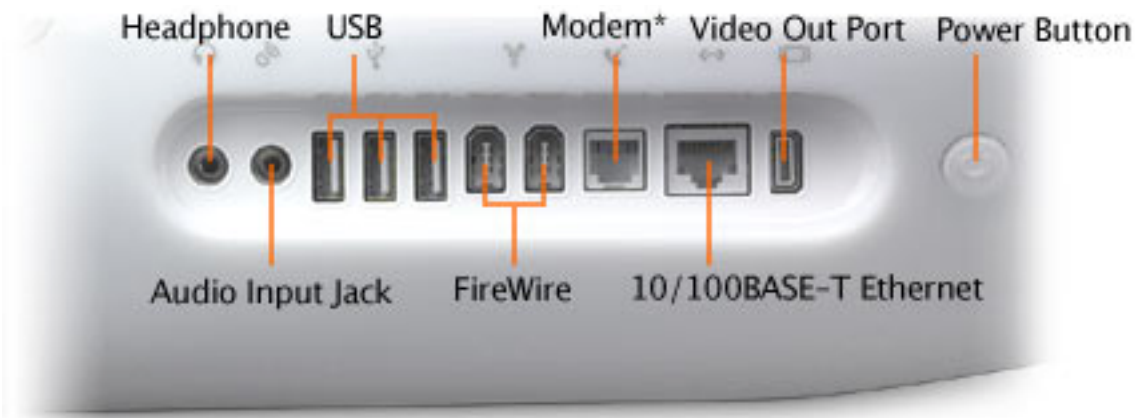 Headphone
USB
Modem*
Video Out Port
Power Button
Audio Input Jack
FireWire
10/100BASE-T Ethernet